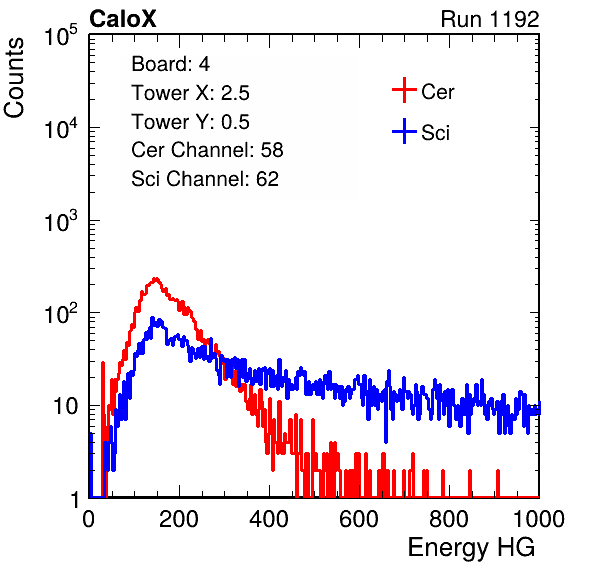 CaloX Run 1192
Counts
Board: 4
Tower X: 2.5
Tower Y: 0.5
Cer Channel: 58
Sci Channel: 62
Cer
Sci
10^5
10^4
10^3
10^2
10
1
0 200 400 600 800 1000
Energy HG